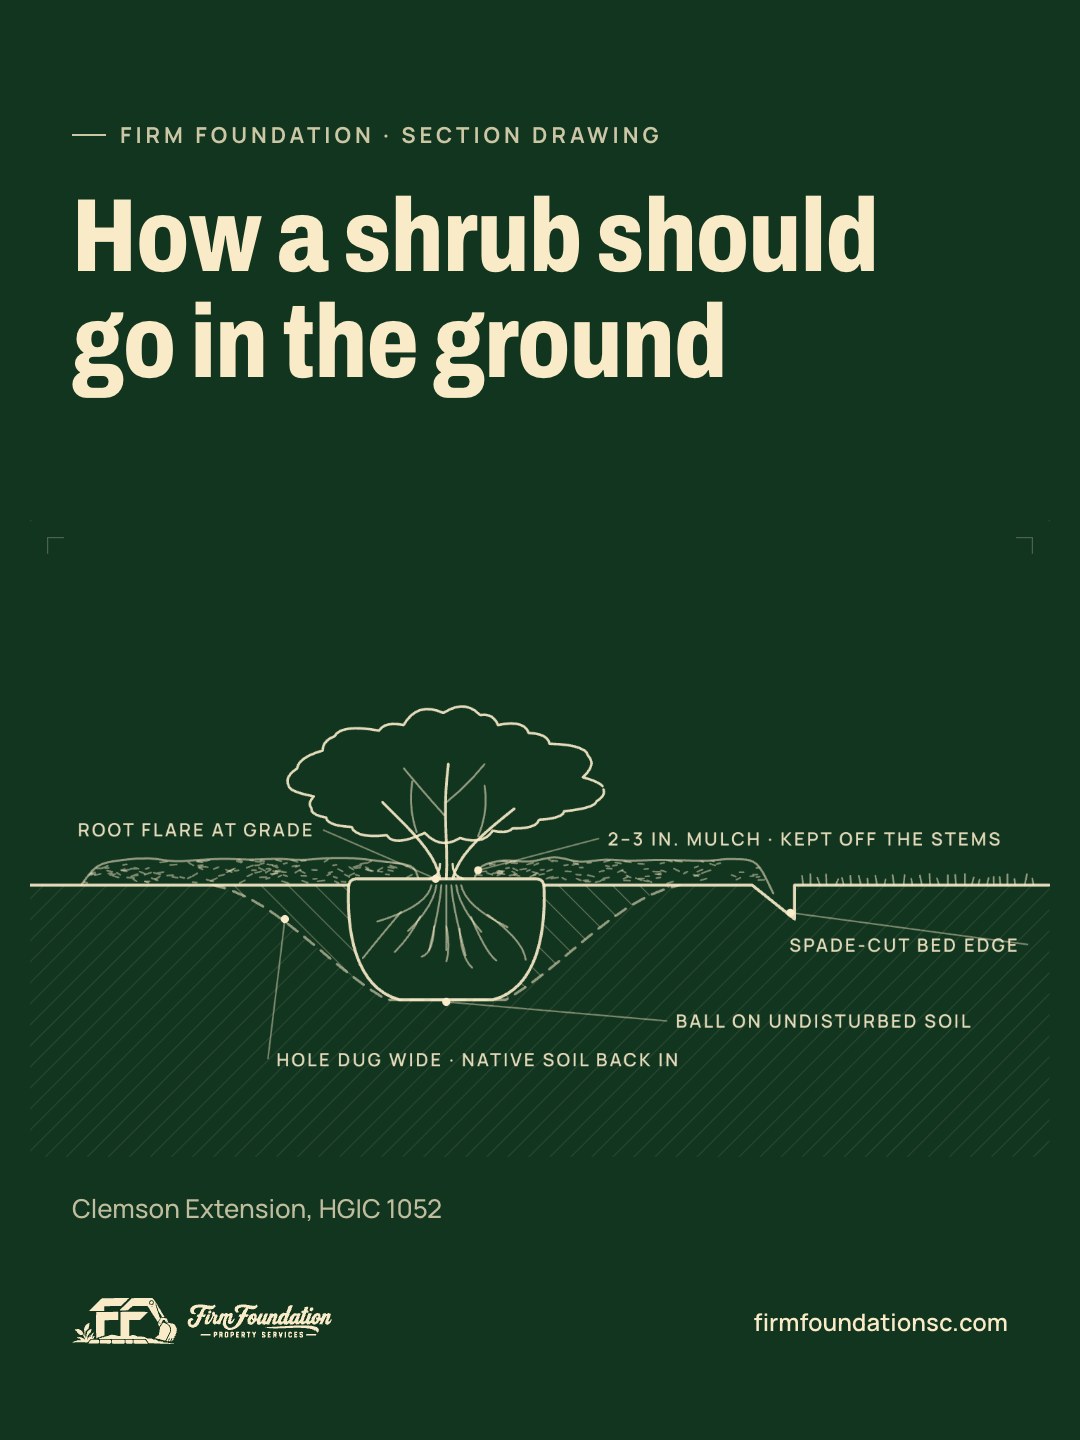 FIRM FOUNDATION · SECTION DRAWING
How a shrub should
go in the ground
ROOT FLARE AT GRADE
2–3 IN. MULCH · KEPT OFF THE STEMS
SPADE-CUT BED EDGE
BALL ON UNDISTURBED SOIL
HOLE DUG WIDE · NATIVE SOIL BACK IN
Clemson Extension, HGIC 1052
FF
Firm Foundation
PROPERTY SERVICES
firmfoundationsc.com